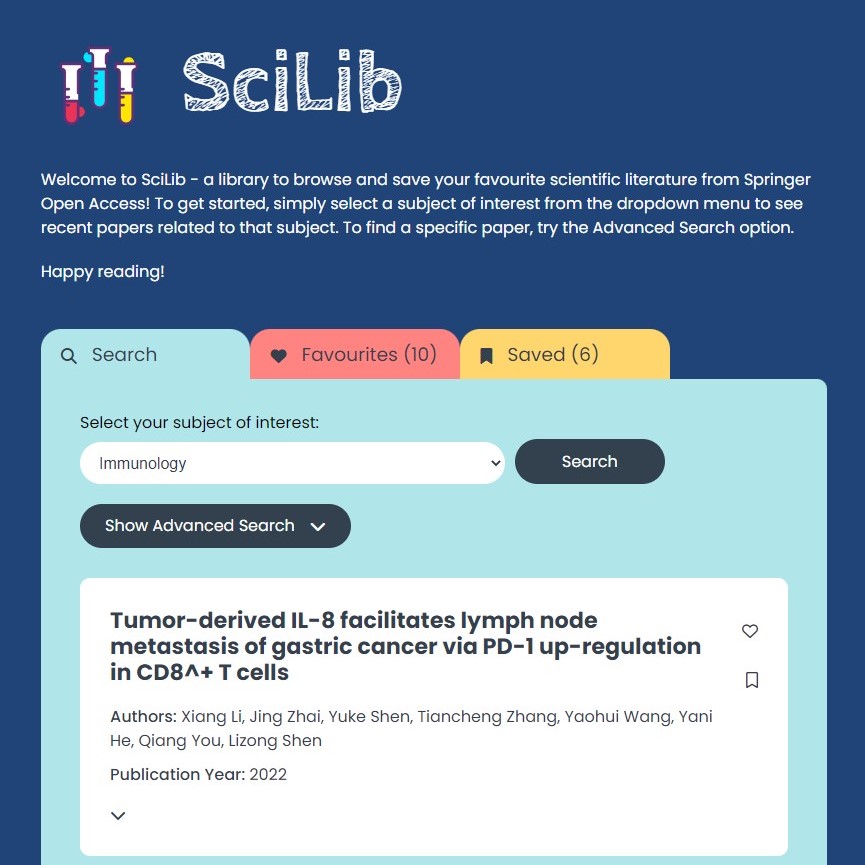 SciLib
Welcome to SciLib - a library to browse and save your favourite scientific literature from Springer
Open Access! To get started, simply select a subject of interest from the dropdown menu to see
recent papers related to that subject. To find a specific paper, try the Advanced Search option.
Happy reading!
Search
Favourites (10)
Saved (6)
Select your subject of interest:
Immunology
Search
Show Advanced Search
Tumor-derived IL-8 facilitates lymph node
metastasis of gastric cancer via PD-1 up-regulation
in CD8^+ T cells
Authors: Xiang Li, Jing Zhai, Yuke Shen, Tiancheng Zhang, Yaohui Wang, Yani
He, Qiang You, Lizong Shen
Publication Year: 2022